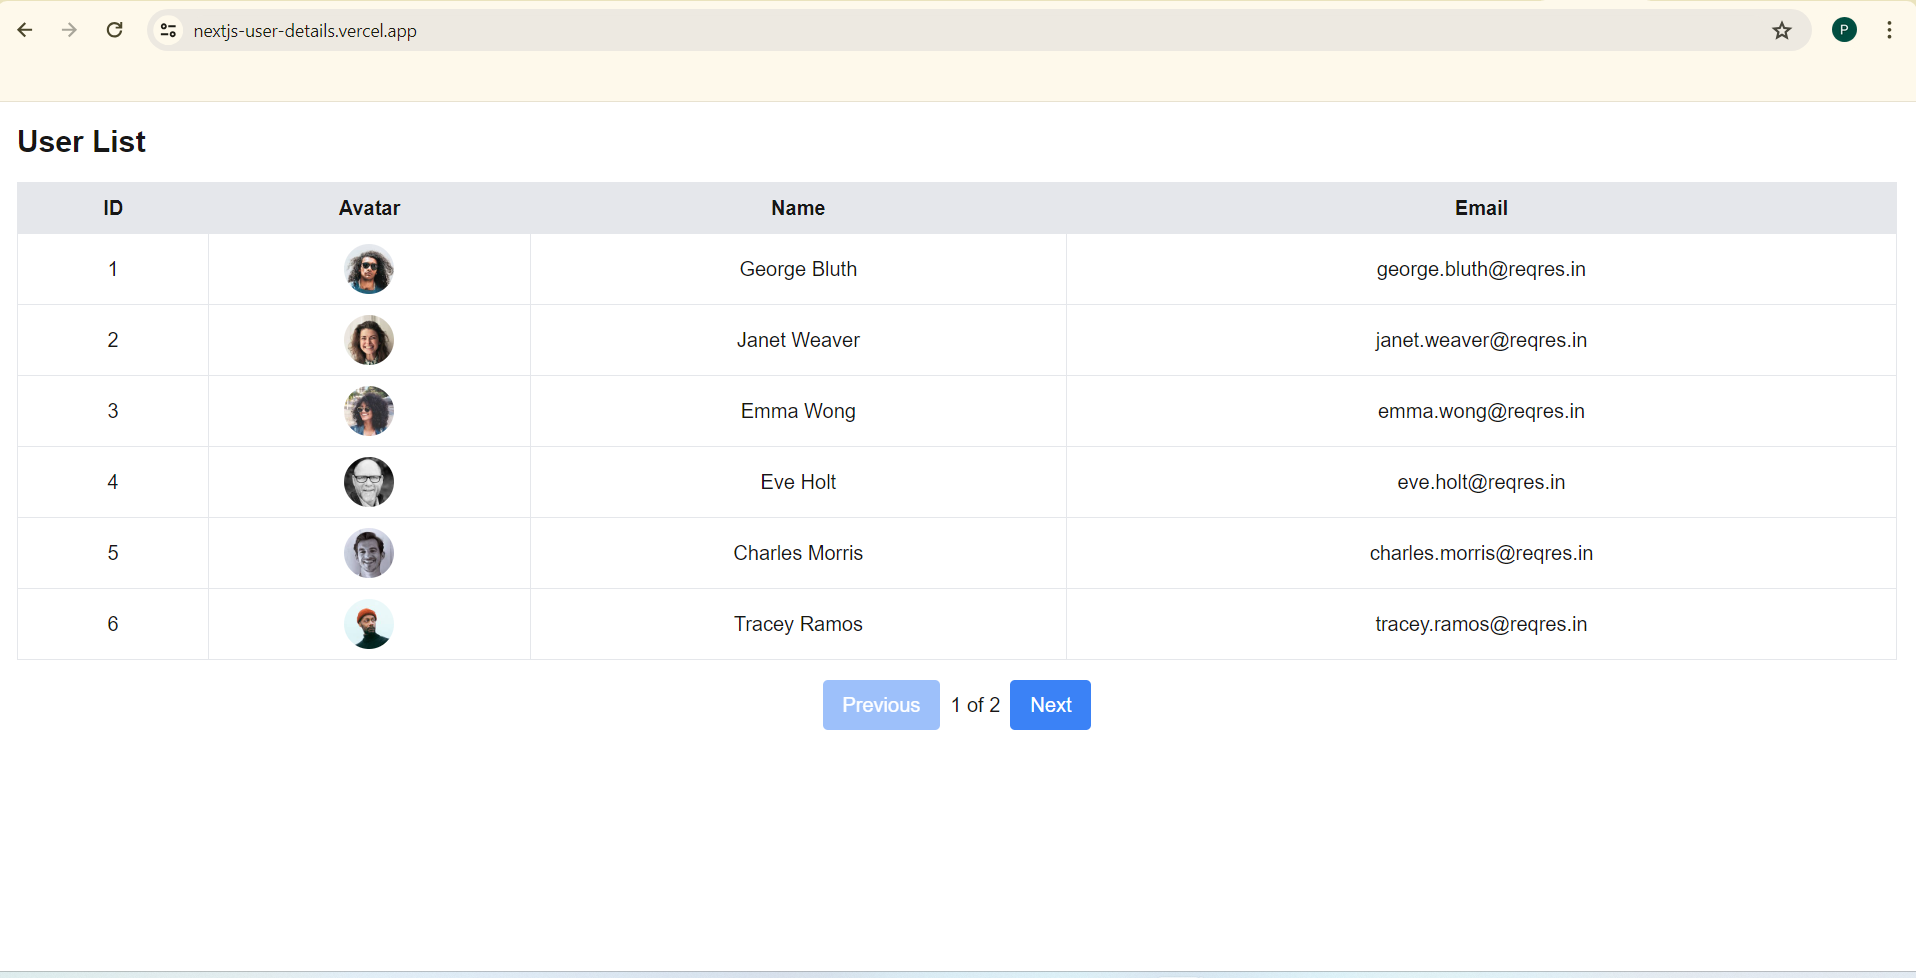 nextjs-user-details.vercel.app
P
User List
ID Avatar Name Email
1 George Bluth george.bluth@reqres.in
2 Janet Weaver janet.weaver@reqres.in
3 Emma Wong emma.wong@reqres.in
4 Eve Holt eve.holt@reqres.in
5 Charles Morris charles.morris@reqres.in
6 Tracey Ramos tracey.ramos@reqres.in
Previous 1 of 2 Next